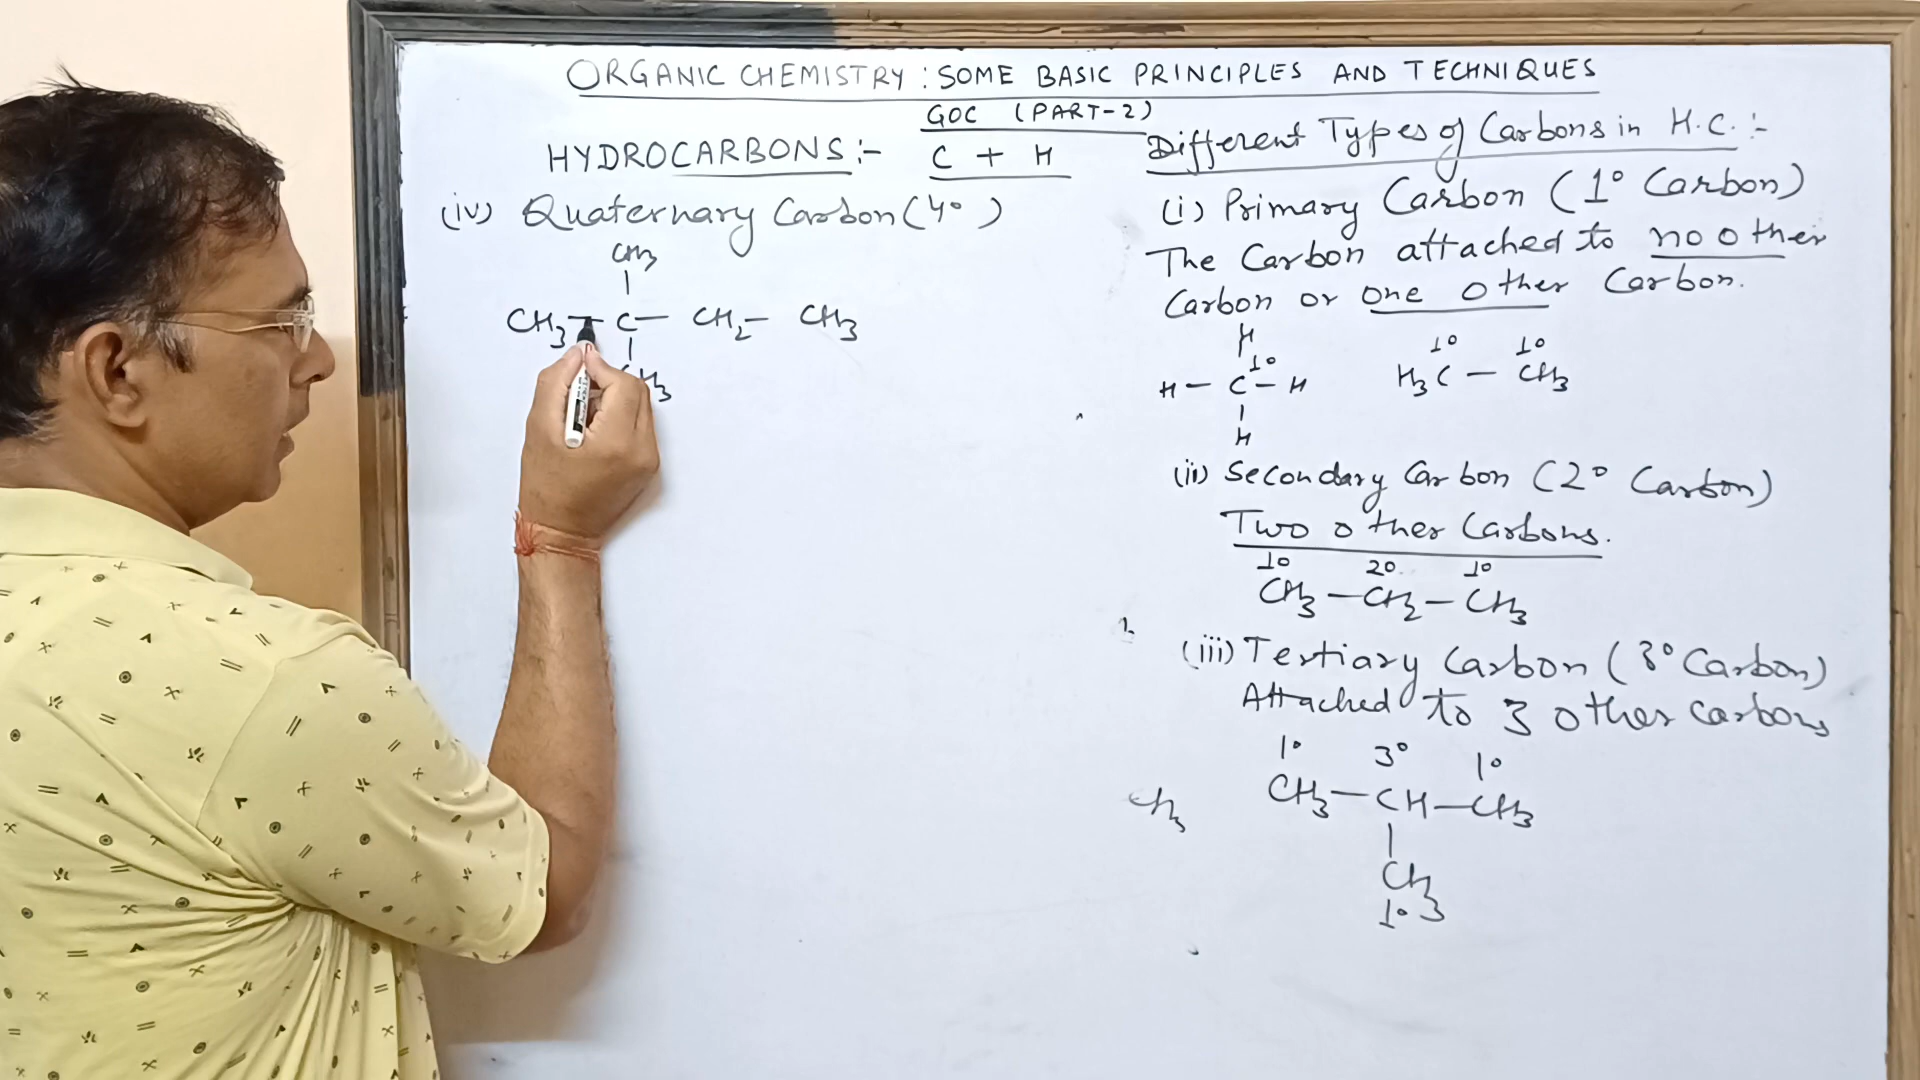 ORGANIC CHEMISTRY : SOME BASIC PRINCIPLES AND TECHNIQUES
GOC (PART-2)
HYDROCARBONS :- C + H
(iv) Quaternary Carbon (4°)
CH3
|
CH3 — C — CH2 — CH3
|
CH3
Different Types of Carbons in H.C. :-
(i) Primary Carbon (1° Carbon)
The Carbon attached to no other
Carbon or one other Carbon.
H
1°
H — C — H
|
H
1° 1°
H3C — CH3
(ii) Secondary Carbon (2° Carbon)
Two other Carbons.
1° 2° 1°
CH3 — CH2 — CH3
(iii) Tertiary Carbon (3° Carbon)
Attached to 3 other Carbons
1° 3° 1°
CH3 — CH — CH3
|
CH3
1°
CH3